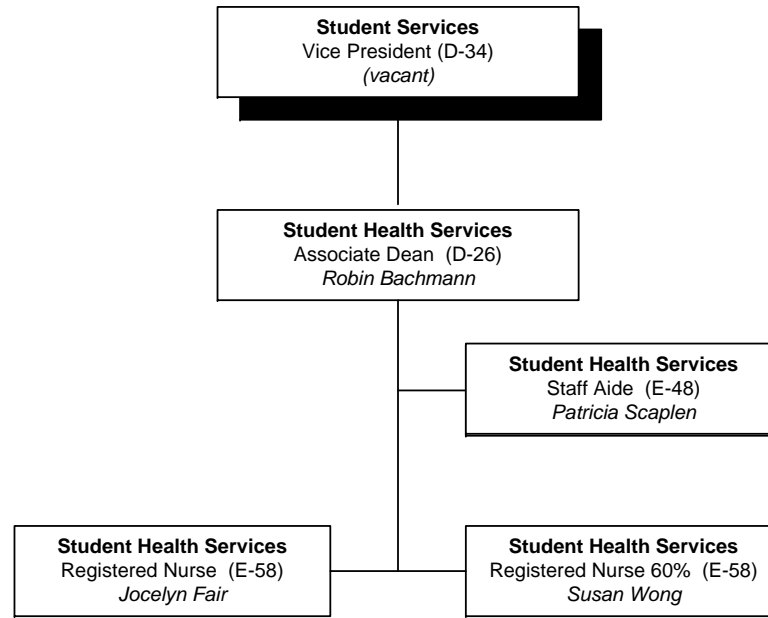 Student Services
Vice President (D-34)
(vacant)
Student Health Services
Associate Dean (D-26)
Robin Bachmann
Student Health Services
Staff Aide (E-48)
Patricia Scaplen
Student Health Services
Registered Nurse (E-58)
Jocelyn Fair
Student Health Services
Registered Nurse 60% (E-58)
Susan Wong